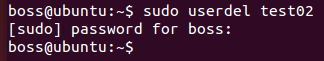 boss@ubuntu:~$ sudo userdel test02
[sudo] password for boss:
boss@ubuntu:~$